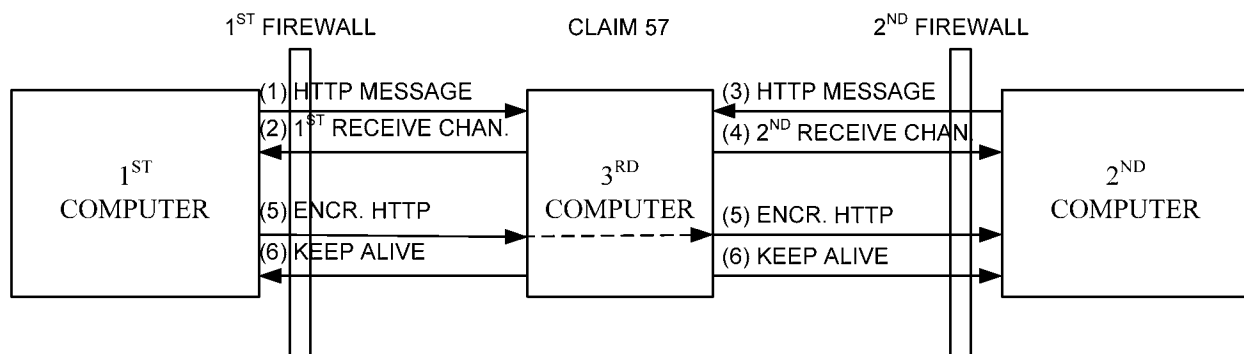 1ST FIREWALL
CLAIM 57
2ND FIREWALL
(1) HTTP MESSAGE
(3) HTTP MESSAGE
(2) 1ST RECEIVE CHAN.
(4) 2ND RECEIVE CHAN.
1ST
COMPUTER
3RD
COMPUTER
2ND
COMPUTER
(5) ENCR. HTTP
(5) ENCR. HTTP
(6) KEEP ALIVE
(6) KEEP ALIVE